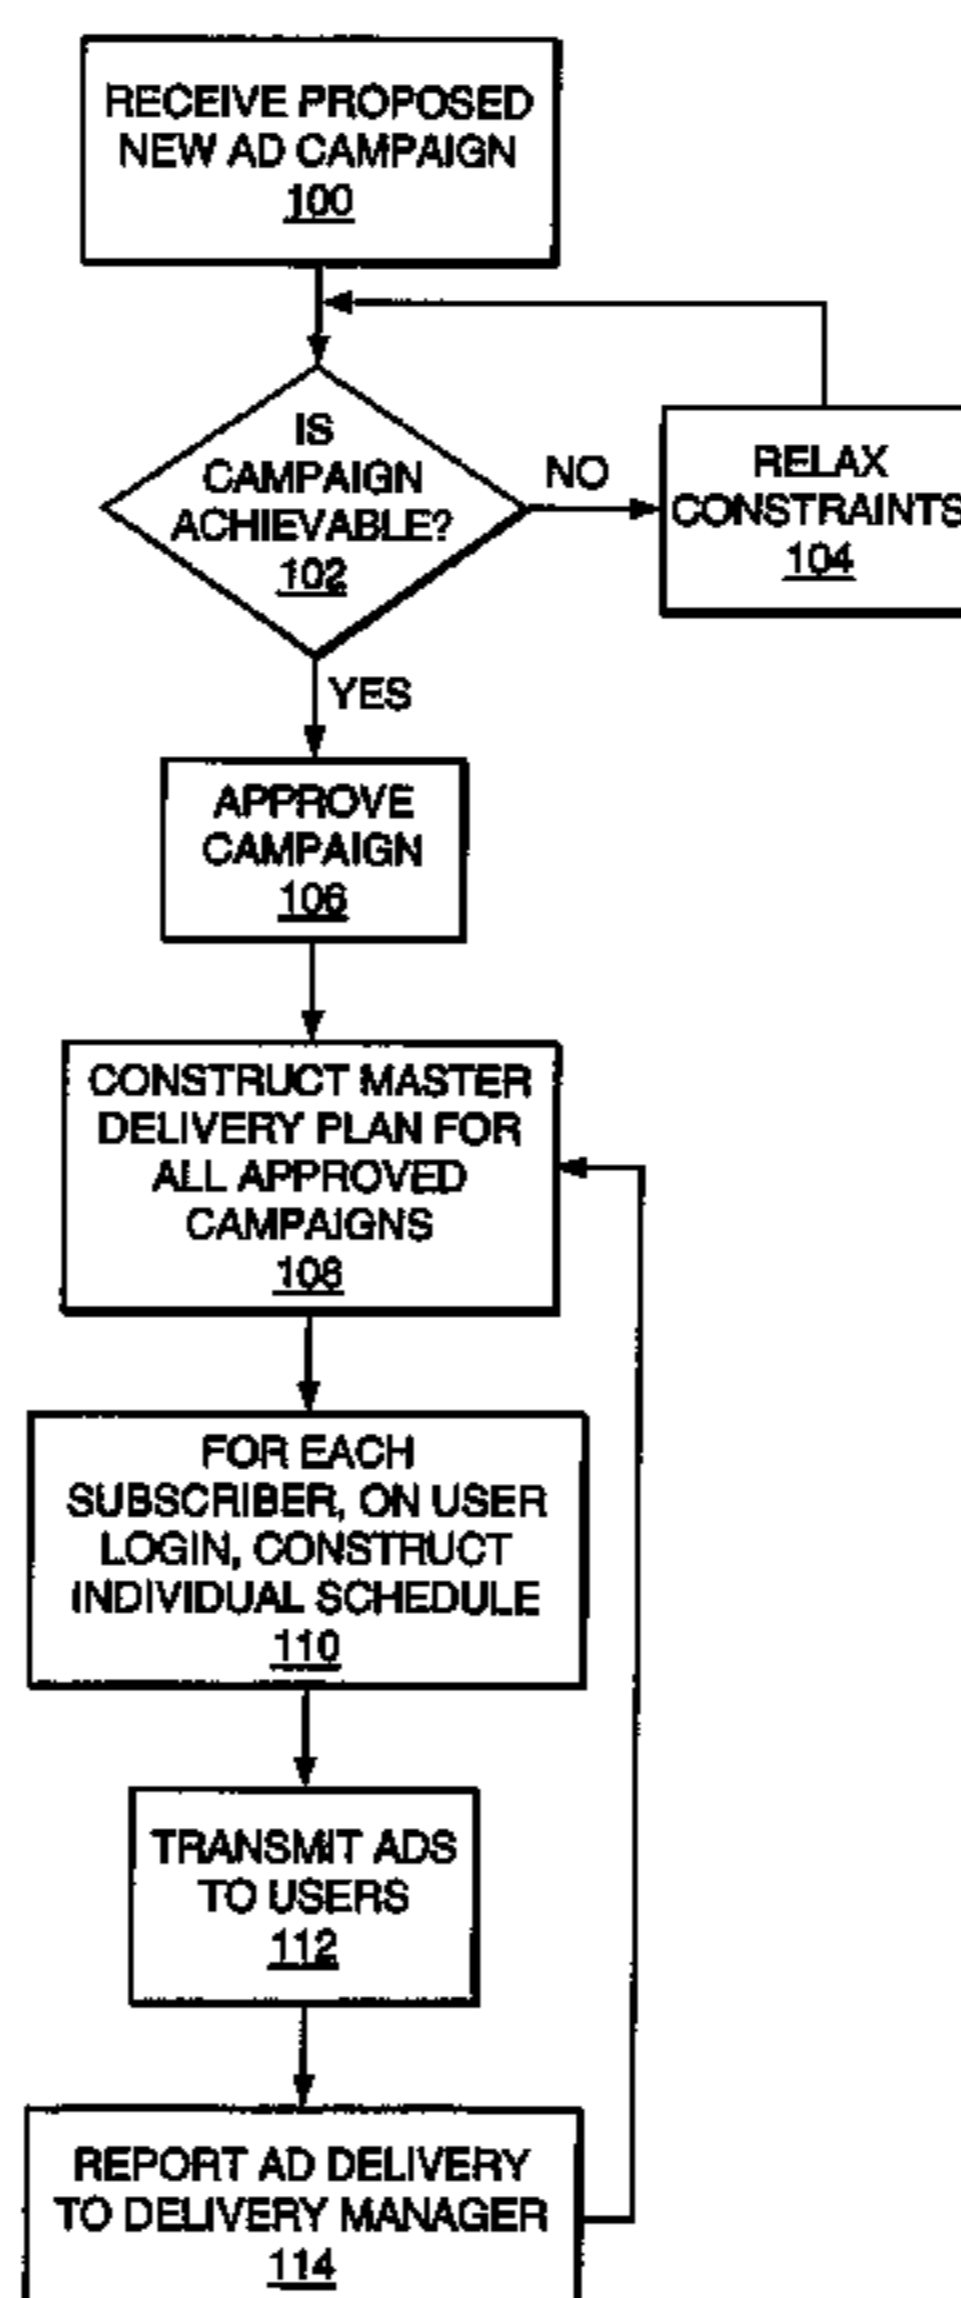 RECEIVE PROPOSED
NEW AD CAMPAIGN
100
IS
CAMPAIGN
ACHIEVABLE?
102
NO
RELAX
CONSTRAINTS
104
YES
APPROVE
CAMPAIGN
106
CONSTRUCT MASTER
DELIVERY PLAN FOR
ALL APPROVED
CAMPAIGNS
108
FOR EACH
SUBSCRIBER, ON USER
LOGIN, CONSTRUCT
INDIVIDUAL SCHEDULE
110
TRANSMIT ADS
TO USERS
112
REPORT AD DELIVERY
TO DELIVERY MANAGER
114